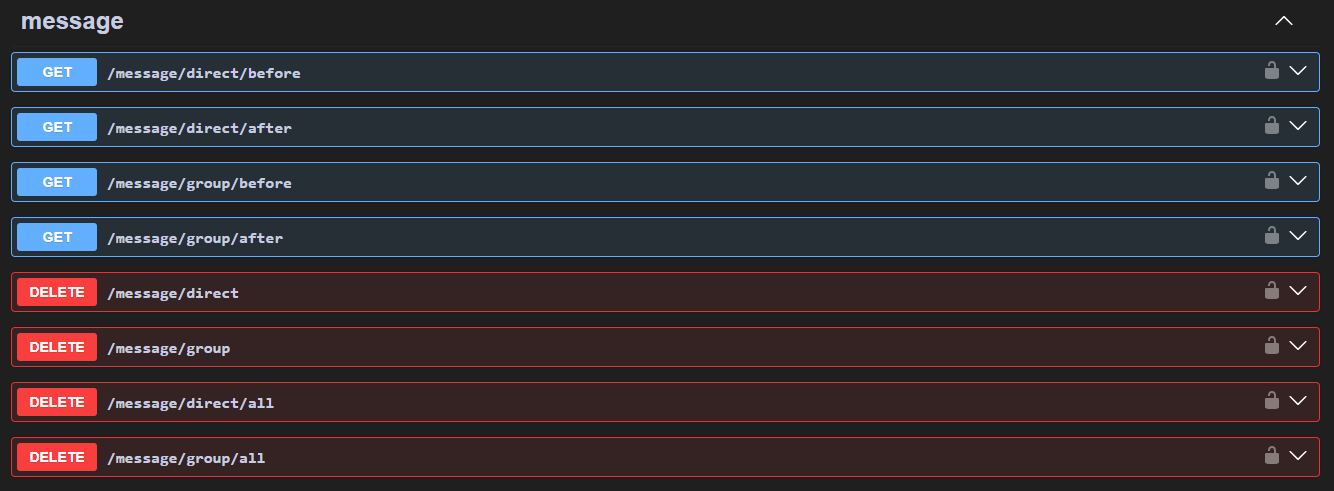 message
GET /message/direct/before
GET /message/direct/after
GET /message/group/before
GET /message/group/after
DELETE /message/direct
DELETE /message/group
DELETE /message/direct/all
DELETE /message/group/all